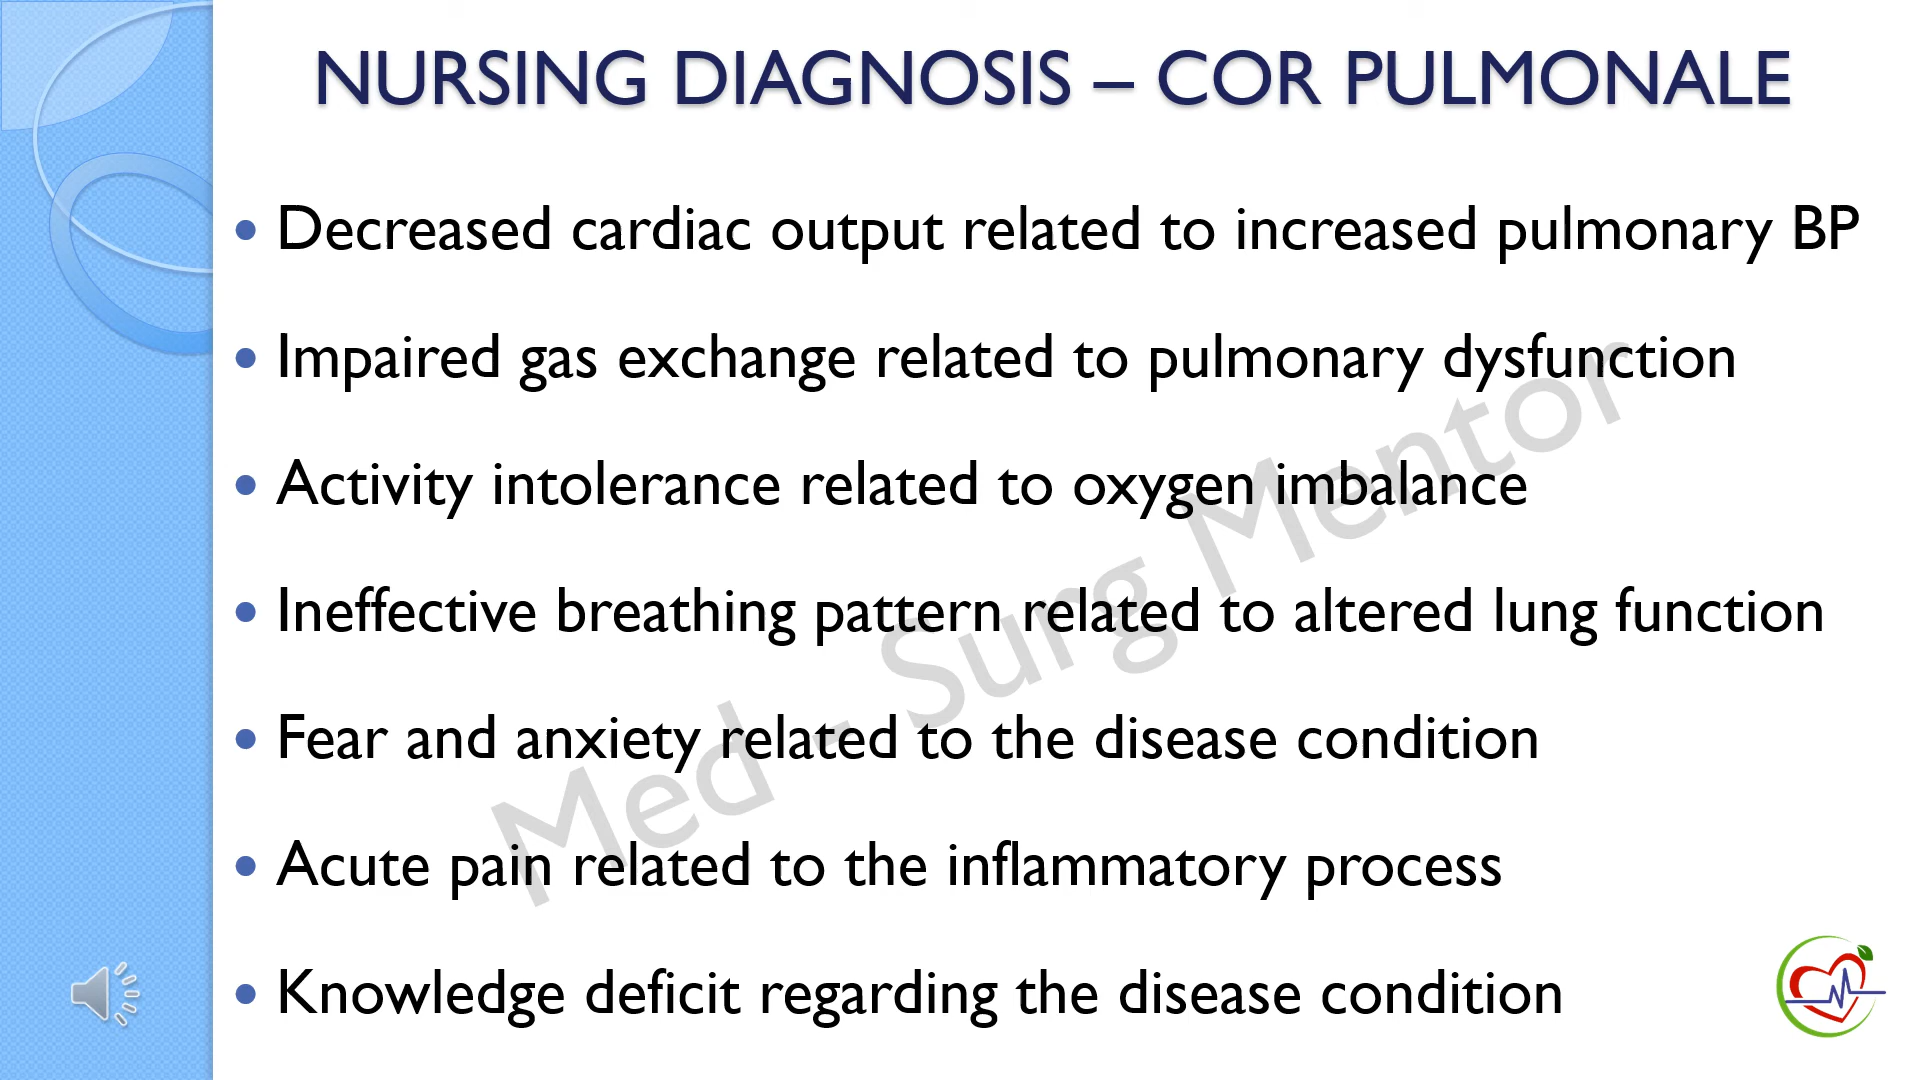 NURSING DIAGNOSIS – COR PULMONALE
• Decreased cardiac output related to increased pulmonary BP
• Impaired gas exchange related to pulmonary dysfunction
• Activity intolerance related to oxygen imbalance
• Ineffective breathing pattern related to altered lung function
• Fear and anxiety related to the disease condition
• Acute pain related to the inflammatory process
• Knowledge deficit regarding the disease condition
Med - Surg Mentor